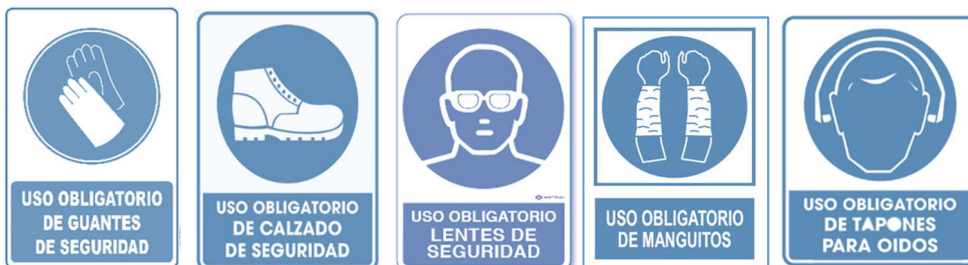 USO OBLIGATORIO
DE GUANTES
DE SEGURIDAD
USO OBLIGATORIO
DE CALZADO
DE SEGURIDAD
USO OBLIGATORIO
LENTES DE
SEGURIDAD
USO OBLIGATORIO
DE MANGUITOS
USO OBLIGATORIO
DE TAPONES
PARA OIDOS